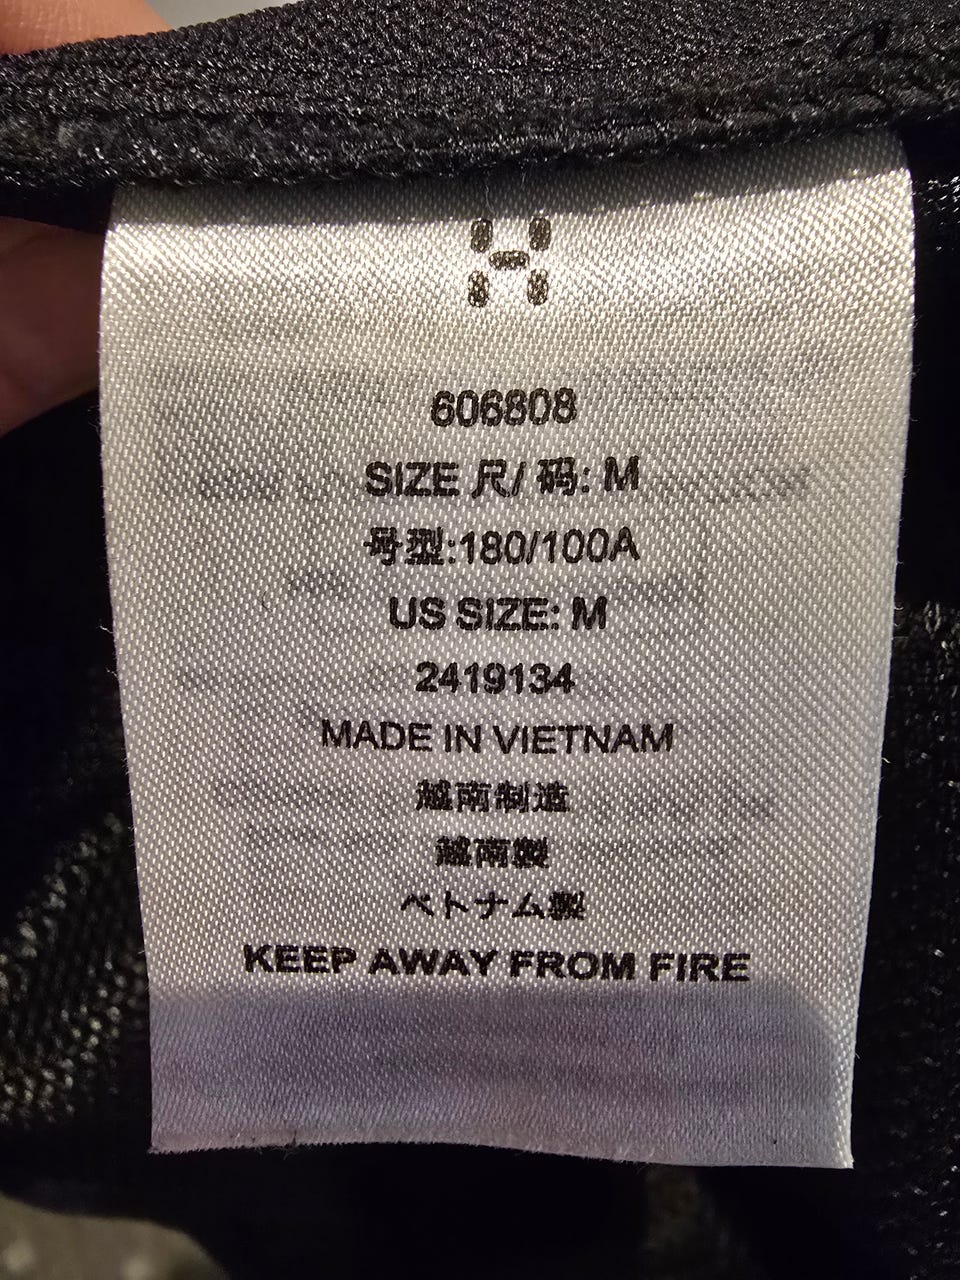 606808
SIZE 尺/ 码: M
号型:180/100A
US SIZE: M
2419134
MADE IN VIETNAM
越南制造
越南製
ベトナム製
KEEP AWAY FROM FIRE